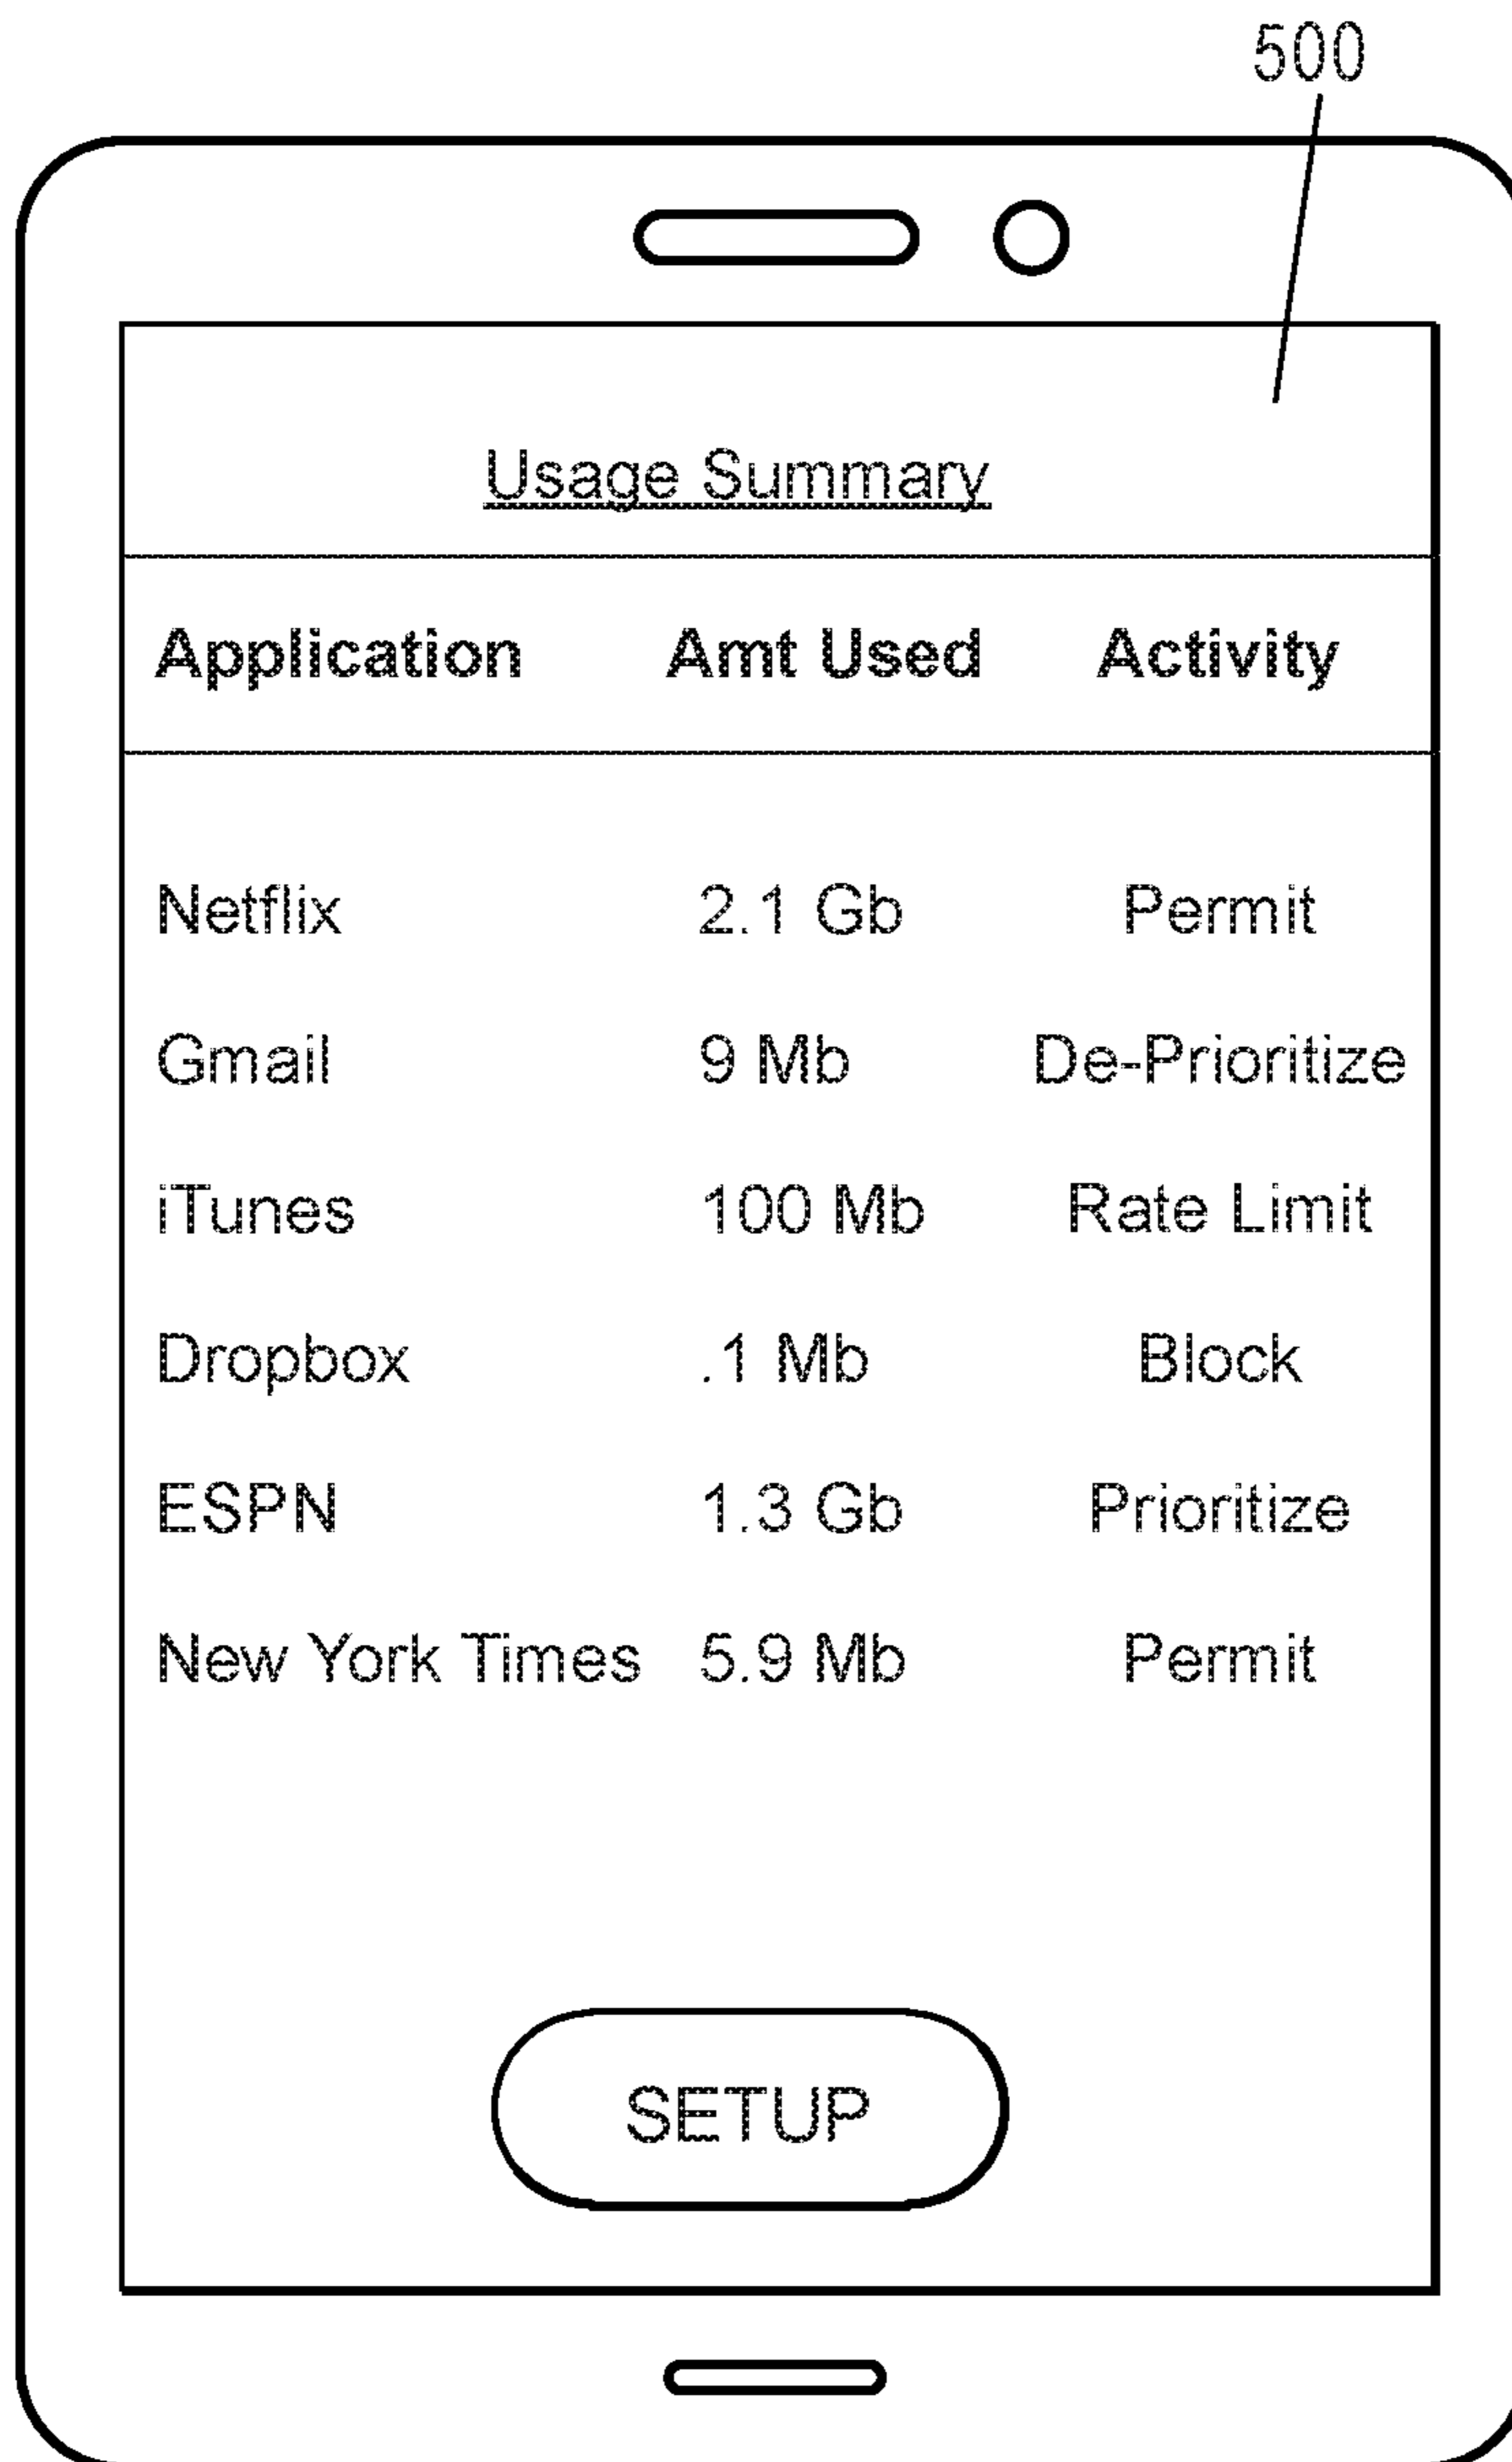 500
Usage Summary
Application Amt Used Activity
Netflix 2.1 Gb Permit
Gmail 9 Mb De-Prioritize
iTunes 100 Mb Rate Limit
Dropbox .1 Mb Block
ESPN 1.3 Gb Prioritize
New York Times 5.9 Mb Permit
SETUP